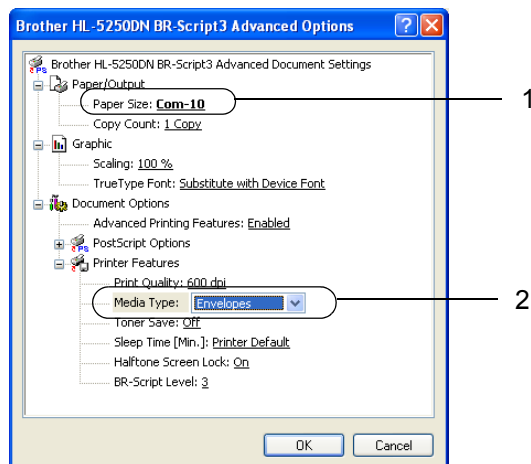 Brother HL-5250DN BR-Script3 Advanced Options
Brother HL-5250DN BR-Script3 Advanced Document Settings
Paper/Output
Paper Size: Com-10
1
Copy Count: 1 Copy
Graphic
Scaling: 100 %
TrueType Font: Substitute with Device Font
Document Options
Advanced Printing Features: Enabled
PostScript Options
Printer Features
Print Quality: 600 dpi
Media Type: Envelopes
2
Toner Save: Off
Sleep Time [Min.]: Printer Default
Halftone Screen Lock: On
BR-Script Level: 3
OK Cancel